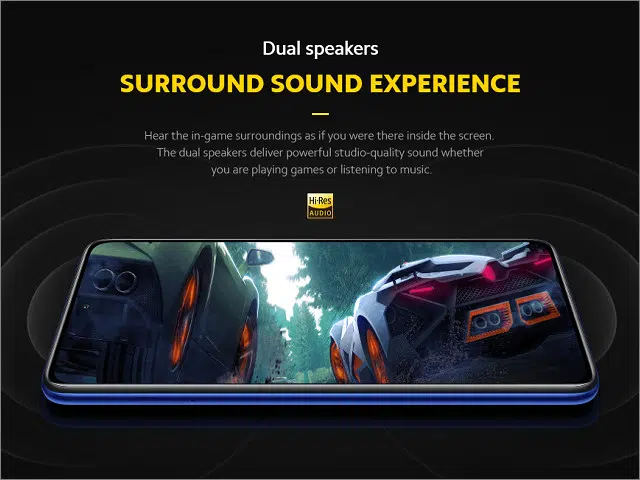 Dual speakers
SURROUND SOUND EXPERIENCE
Hear the in-game surroundings as if you were there inside the screen.
The dual speakers deliver powerful studio-quality sound whether
you are playing games or listening to music.
Hi-Res
AUDIO